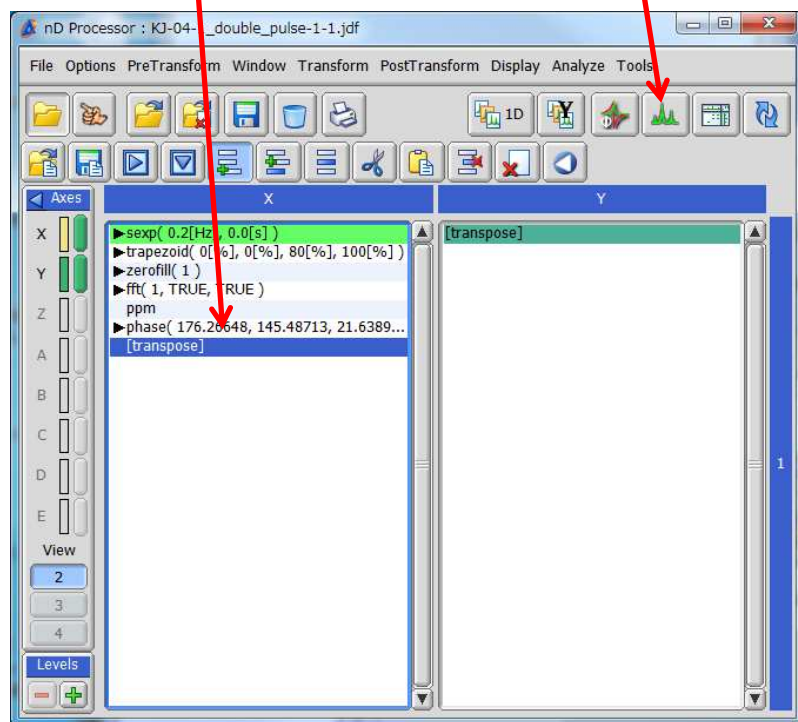 nD Processor : KJ-04- _double_pulse-1-1.jdf
File Options PreTransform Window Transform PostTransform Display Analyze Tools
1D
Y
Axes X Y
X sexp( 0.2[Hz], 0.0[s] ) [transpose]
trapezoid( 0[%], 0[%], 80[%], 100[%] )
Y zerofill( 1 )
fft( 1, TRUE, TRUE )
Z ppm
phase( 176.26648, 145.48713, 21.6389...
A [transpose]
B
C
D
1
E
View
2
3
4
Levels